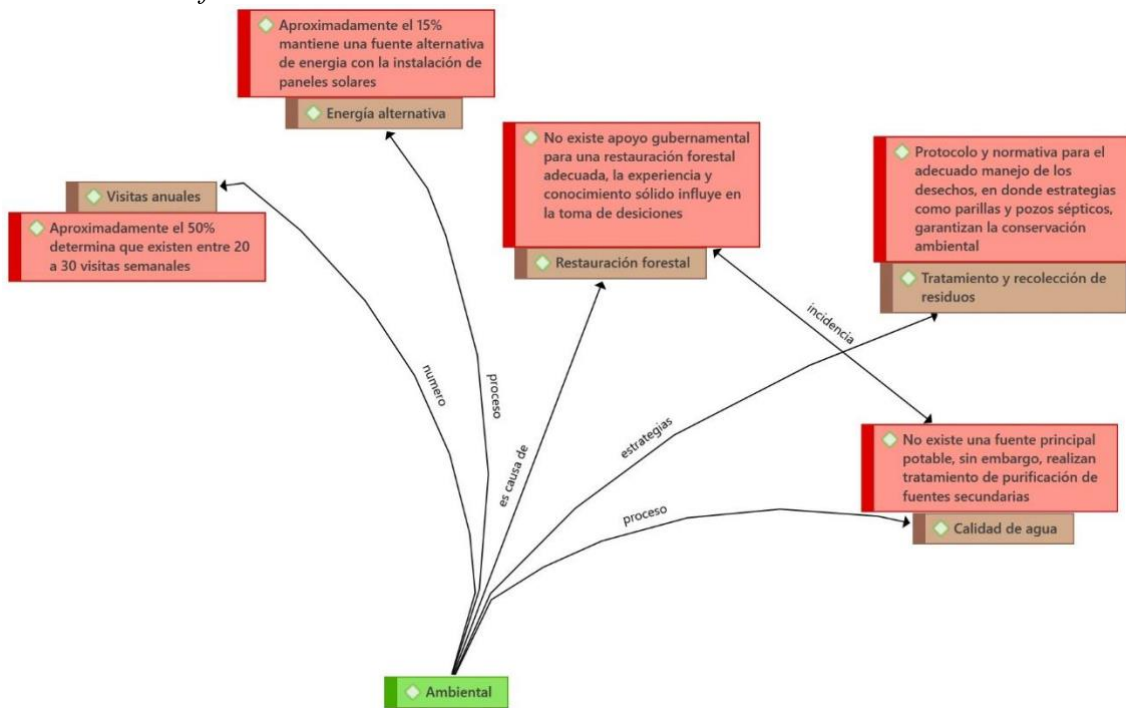 Aproximadamente el 15%
mantiene una fuente alternativa
de energia con la instalación de
paneles solares
Energía alternativa
No existe apoyo gubernamental
para una restauración forestal
adecuada, la experiencia y
conocimiento sólido influye en
la toma de desiciones
Restauración forestal
Protocolo y normativa para el
adecuado manejo de los
desechos, en donde estrategias
como parillas y pozos sépticos,
garantizan la conservación
ambiental
Tratamiento y recolección de
residuos
Visitas anuales
Aproximadamente el 50%
determina que existen entre 20
a 30 visitas semanales
incidencia
numero
proceso
es causa de
estrategias
proceso
No existe una fuente principal
potable, sin embargo, realizan
tratamiento de purificación de
fuentes secundarias
Calidad de agua
Ambiental